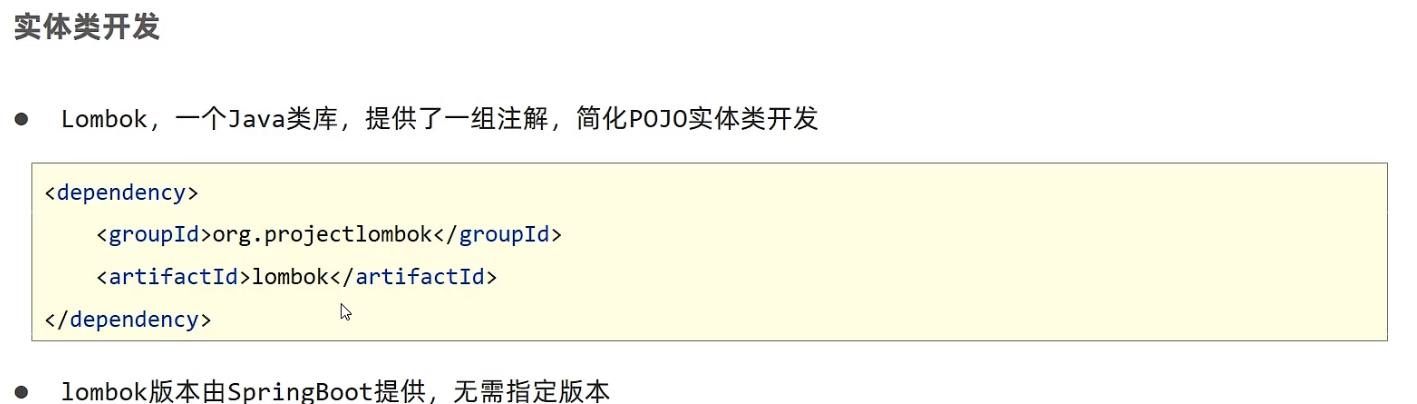 实体类开发
● Lombok，一个Java类库，提供了一组注解，简化POJO实体类开发
<dependency>
    <groupId>org.projectlombok</groupId>
    <artifactId>lombok</artifactId>
</dependency>
● lombok版本由SpringBoot提供，无需指定版本